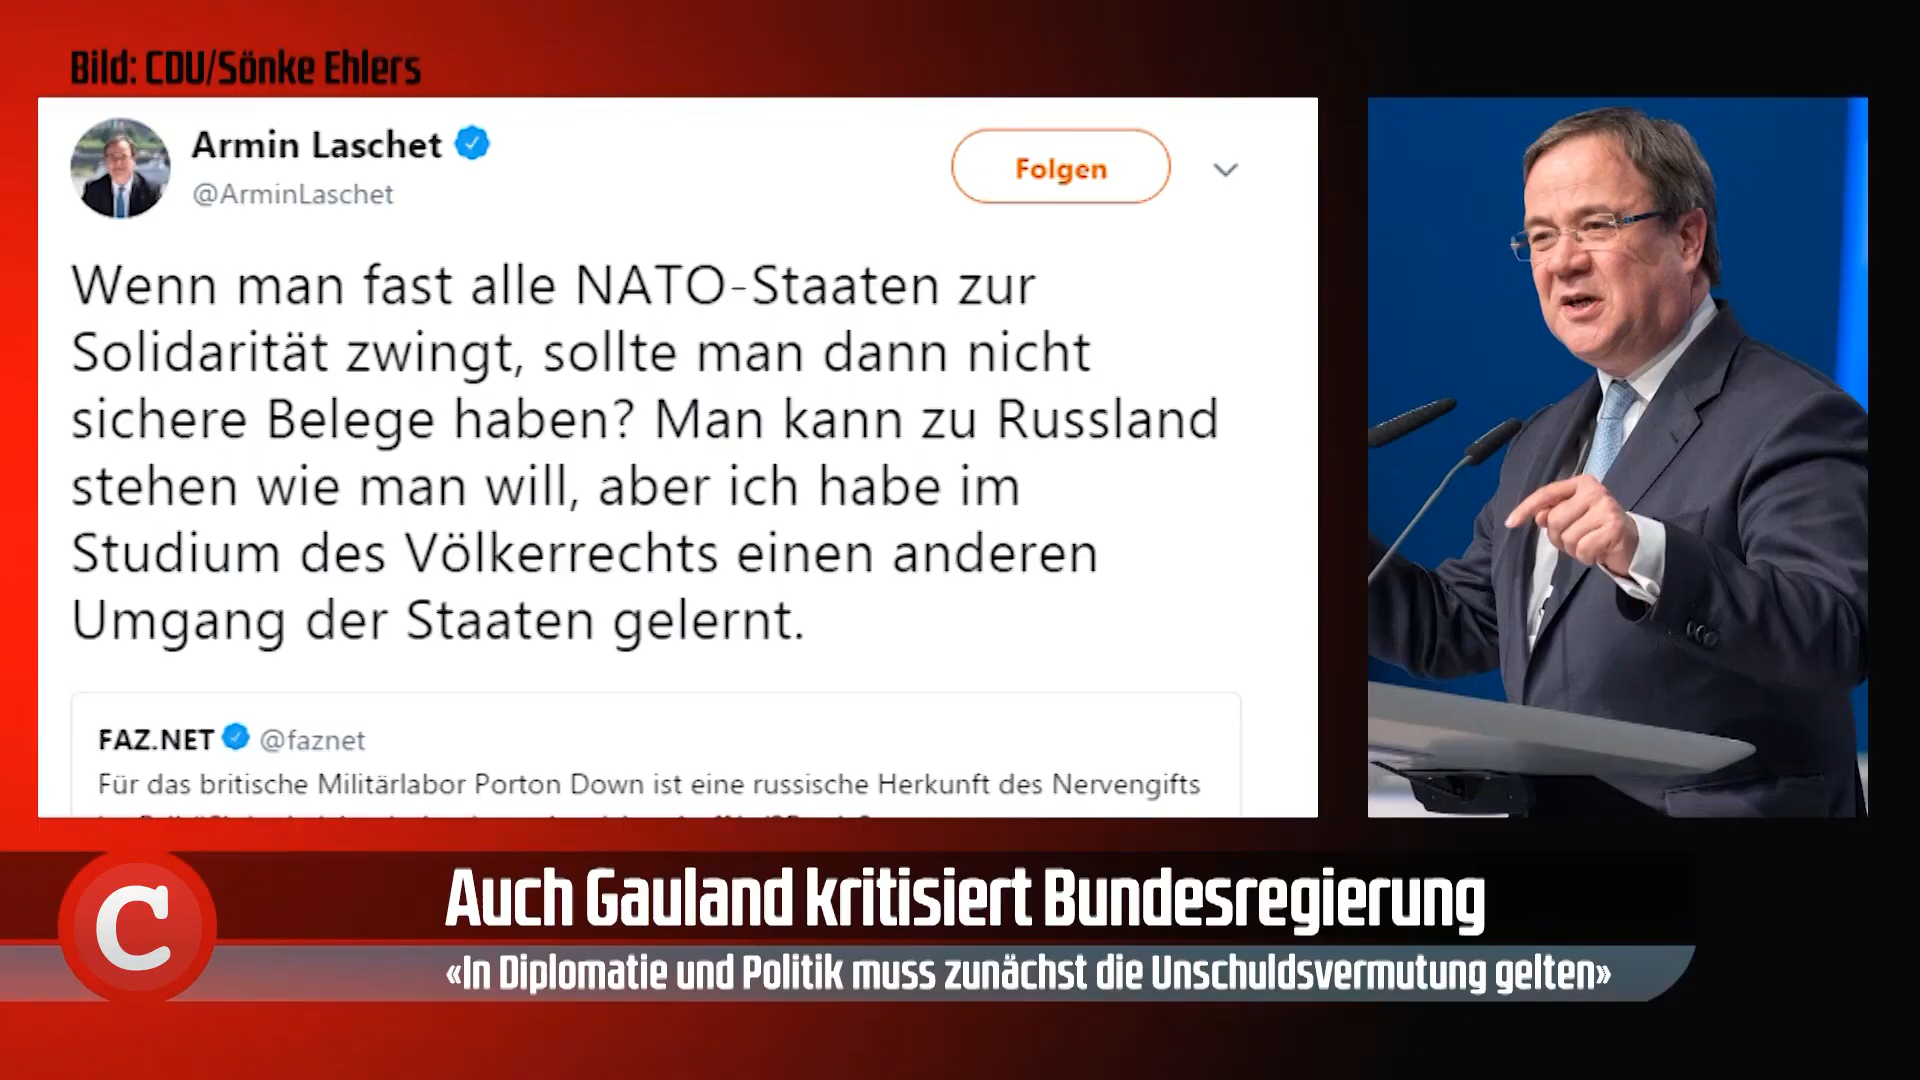 Bild: CDU/Sönke Ehlers
Armin Laschet
@ArminLaschet
Folgen
Wenn man fast alle NATO-Staaten zur
Solidarität zwingt, sollte man dann nicht
sichere Belege haben? Man kann zu Russland
stehen wie man will, aber ich habe im
Studium des Völkerrechts einen anderen
Umgang der Staaten gelernt.
FAZ.NET @faznet
Für das britische Militärlabor Porton Down ist eine russische Herkunft des Nervengifts
C
Auch Gauland kritisiert Bundesregierung
«In Diplomatie und Politik muss zunächst die Unschuldsvermutung gelten»